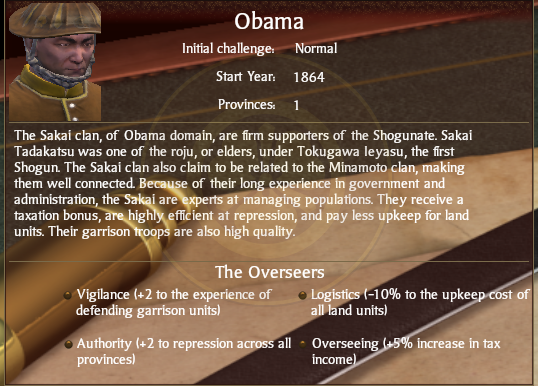 Obama
Initial challenge: Normal
Start Year: 1864
Provinces: 1
The Sakai clan, of Obama domain, are firm supporters of the Shogunate. Sakai
Tadakatsu was one of the roju, or elders, under Tokugawa Ieyasu, the first
Shogun. The Sakai clan also claim to be related to the Minamoto clan, making
them well connected. Because of their long experience in government and
administration, the Sakai are experts at managing populations. They receive a
taxation bonus, are highly efficient at repression, and pay less upkeep for land
units. Their garrison troops are also high quality.
The Overseers
Vigilance (+2 to the experience of
defending garrison units)
Logistics (-10% to the upkeep cost of
all land units)
Authority (+2 to repression across all
provinces)
Overseeing (+5% increase in tax
income)